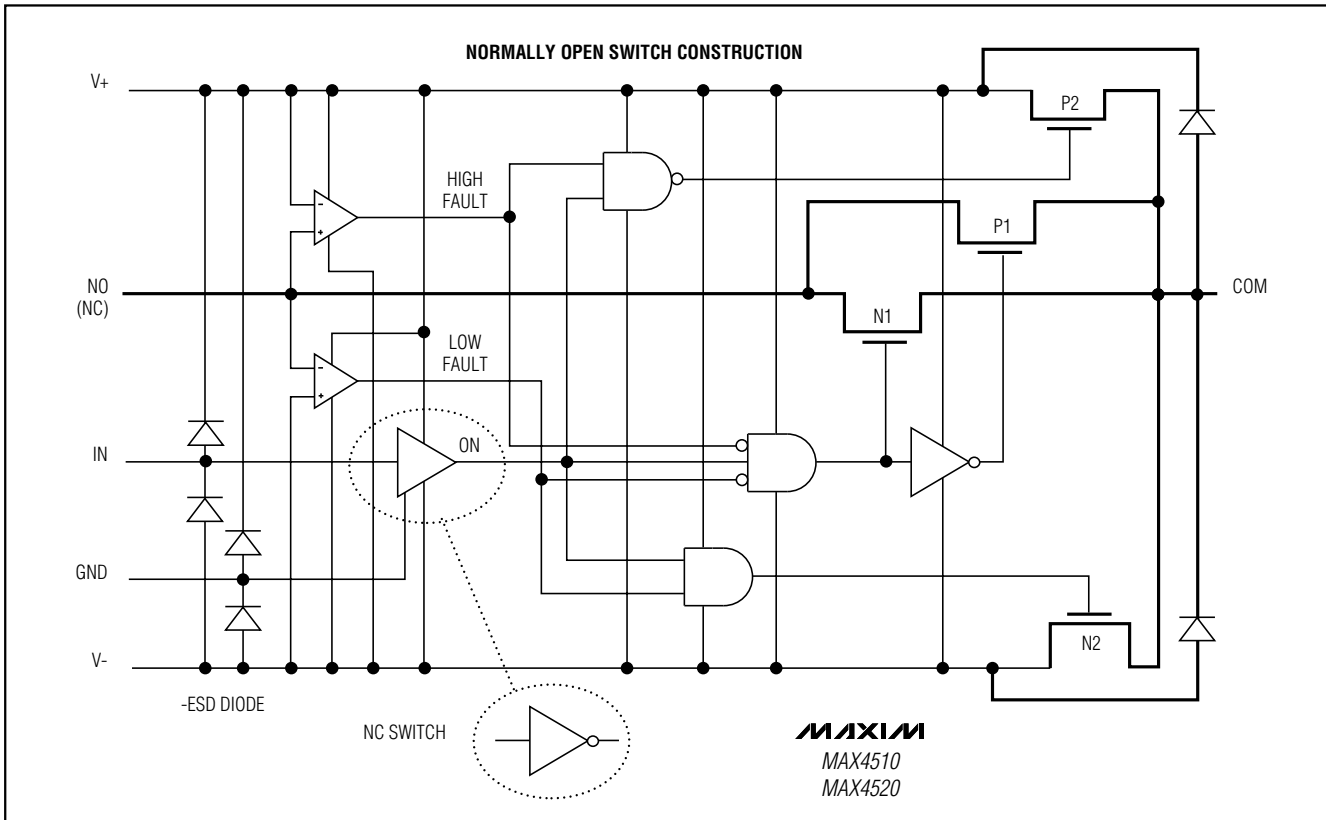 NORMALLY OPEN SWITCH CONSTRUCTION
V+
P2
HIGH
FAULT
-
+
P1
NO
(NC)
COM
N1
LOW
FAULT
-
+
ON
IN
GND
N2
V-
-ESD DIODE
NC SWITCH
MAXIM
MAX4510
MAX4520